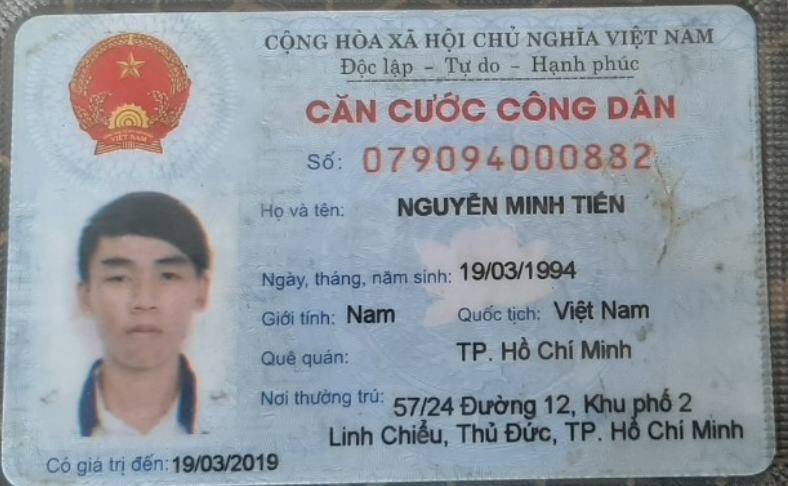 CỘNG HÒA XÃ HỘI CHỦ NGHĨA VIỆT NAM
Độc lập - Tự do - Hạnh phúc
CĂN CƯỚC CÔNG DÂN
Số: 079094000882
Họ và tên: NGUYỄN MINH TIẾN
Ngày, tháng, năm sinh: 19/03/1994
Giới tính: Nam Quốc tịch: Việt Nam
Quê quán: TP. Hồ Chí Minh
Nơi thường trú: 57/24 Đường 12, Khu phố 2
Linh Chiểu, Thủ Đức, TP. Hồ Chí Minh
Có giá trị đến: 19/03/2019
VIỆT NAM